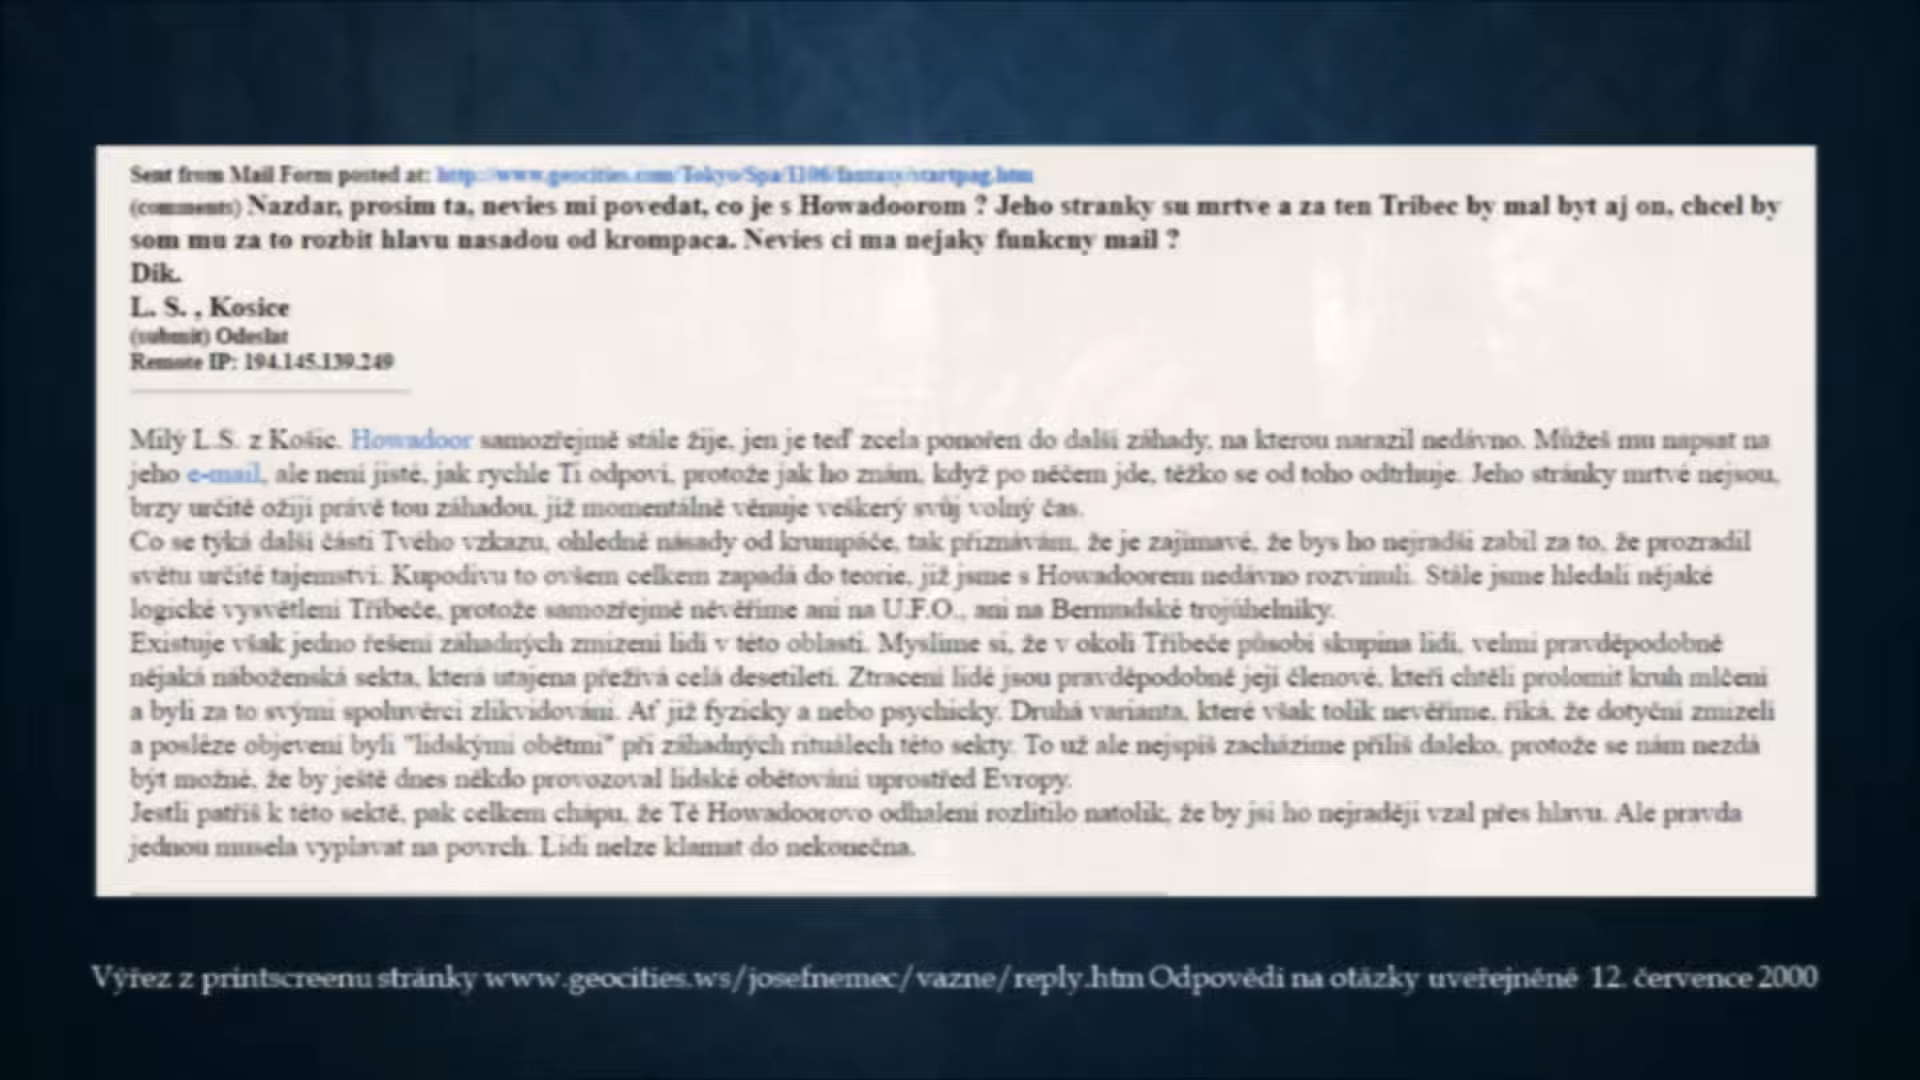 Sent from Mail Form posted at: http://www.geocities.com/Tokyo/Spa/1106/fantasy/startpag.htm
(comments) Nazdar, prosim ta, nevies mi povedat, co je s Howadoorom ? Jeho stranky su mrtve a za ten Tribec by mal byt aj on, chcel by
som mu za to rozbit hlavu nasadou od krompaca. Nevies ci ma nejaky funkcny mail ?
Dik.
L. S. , Kosice
(submit) Odeslat
Remote IP: 194.145.139.249
Milý L.S. z Košic. Howadoor samozřejmě stále žije, jen je teď zcela ponořen do další záhady, na kterou narazil nedávno. Můžeš mu napsat na
jeho e-mail, ale není jisté, jak rychle Ti odpoví, protože jak ho znám, když po něčem jde, těžko se od toho odtrhuje. Jeho stránky mrtvé nejsou,
brzy určitě ožijí právě tou záhadou, jíž momentálně věnuje veškerý svůj volný čas.
Co se týká další části Tvého vzkazu, ohledně násady od krumpáče, tak přiznávám, že je zajímavé, že bys ho nejradši zabil za to, že prozradil
světu určité tajemství. Kupodivu to ovšem celkem zapadá do teorie, již jsme s Howadoorem nedávno rozvinuli. Stále jsme hledali nějaké
logické vysvětlení Tříbeče, protože samozřejmě něvěříme ani na U.F.O., ani na Bermudské trojúhelníky.
Existuje však jedno řešení záhadných zmizení lidí v této oblasti. Myslíme si, že v okolí Tříbeče působí skupina lidí, velmi pravděpodobně
nějaká náboženská sekta, která utajena přežívá celá desetiletí. Ztracení lidé jsou pravděpodobně její členové, kteří chtěli prolomit kruh mlčení
a byli za to svými spoluvěrci zlikvidováni. Ať již fyzicky a nebo psychicky. Druhá varianta, které však tolik nevěříme, říká, že dotyční zmizelí
a posléze objevení byli "lidskými obětmi" při záhadných rituálech této sekty. To už ale nejspíš zacházíme příliš daleko, protože se nám nezdá
být možné, že by ještě dnes někdo provozoval lidské obětování uprostřed Evropy.
Jestli patříš k této sektě, pak celkem chápu, že Tě Howadoorovo odhalení rozlítilo natolik, že by jsi ho nejraději vzal přes hlavu. Ale pravda
jednou musela vyplavat na povrch. Lidi nelze klamat do nekonečna.
Výřez z printscreenu stránky www.geocities.ws/josefnemec/vazne/reply.htm Odpovědi na otázky uveřejněné 12. července 2000